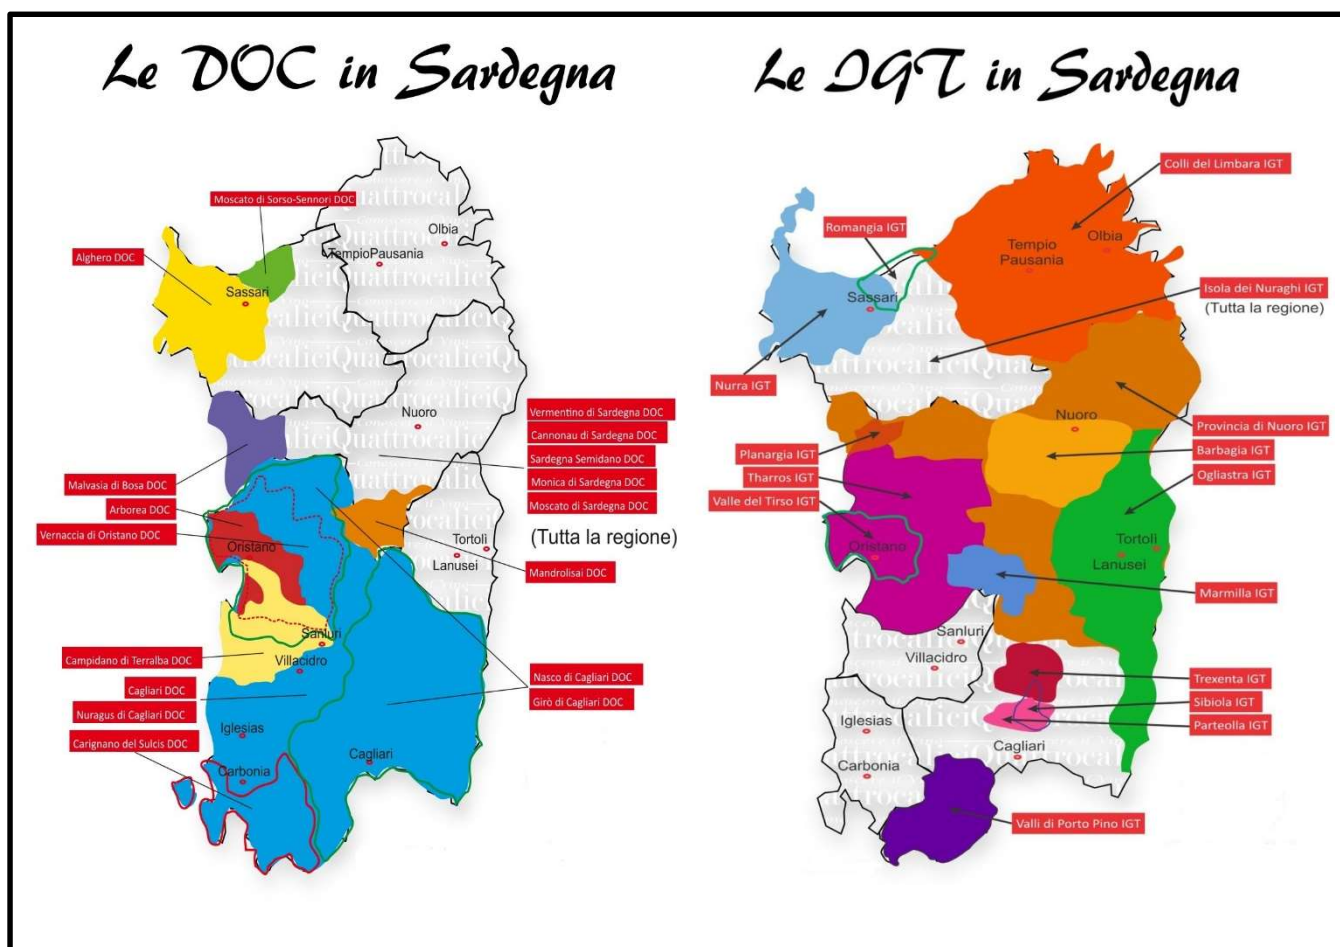 Le DOC in Sardegna
Moscato di Sorso-Sennori DOC
Olbia
TempioPausania
Alghero DOC
Sassari
Nuoro
Vermentino di Sardegna DOC
Cannonau di Sardegna DOC
Sardegna Semidano DOC
Monica di Sardegna DOC
Moscato di Sardegna DOC
(Tutta la regione)
Malvasia di Bosa DOC
Arborea DOC
Vernaccia di Oristano DOC
Oristano
Tortolì
Lanusei
Mandrolisai DOC
Sanluri
Villacidro
Campidano di Terralba DOC
Nasco di Cagliari DOC
Girò di Cagliari DOC
Cagliari DOC
Nuragus di Cagliari DOC
Carignano del Sulcis DOC
Iglesias
Cagliari
Carbonia
Le IGT in Sardegna
Colli del Limbara IGT
Romangia IGT
Tempio
Pausania
Olbia
Sassari
Isola dei Nuraghi IGT
(Tutta la regione)
Nurra IGT
Nuoro
Provincia di Nuoro IGT
Barbagia IGT
Ogliastra IGT
Planargia IGT
Tharros IGT
Valle del Tirso IGT
Oristano
Tortolì
Lanusei
Marmilla IGT
Sanluri
Villacidro
Trexenta IGT
Sibiola IGT
Parteolla IGT
Iglesias
Cagliari
Carbonia
Valli di Porto Pino IGT